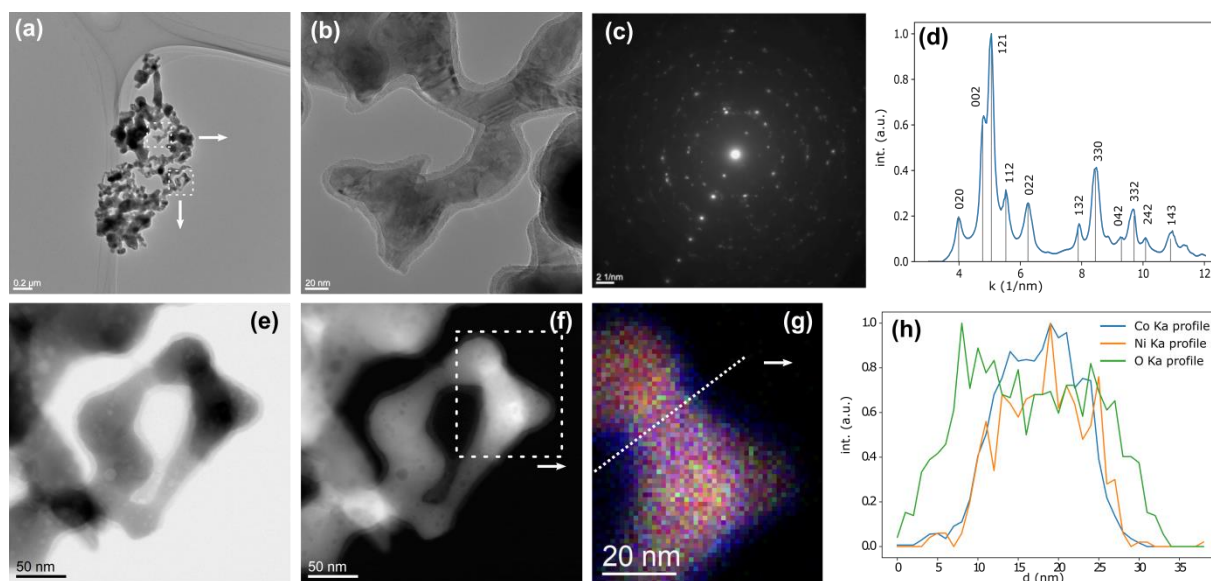 (a)
0.2 µm
(b)
20 nm
(c)
2 1/nm
(d)
int. (a.u.)
1.0
0.8
0.6
0.4
0.2
0.0
020
002
121
112
022
132
330
042
332
242
143
4
6
8
10
12
k (1/nm)
(e)
50 nm
(f)
50 nm
(g)
20 nm
(h)
int. (a.u.)
1.0
0.8
0.6
0.4
0.2
0.0
Co Ka profile
Ni Ka profile
O Ka profile
0
5
10
15
20
25
30
35
d (nm)